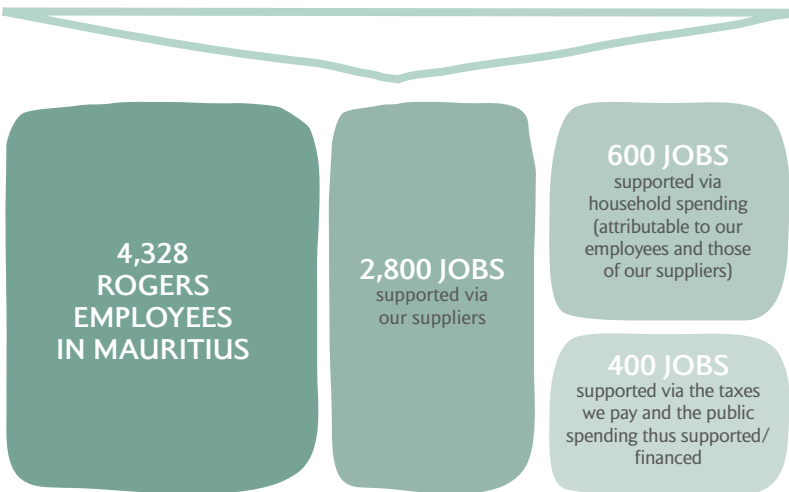 4,328
ROGERS
EMPLOYEES
IN MAURITIUS
2,800 JOBS
supported via
our suppliers
600 JOBS
supported via
household spending
(attributable to our
employees and those
of our suppliers)
400 JOBS
supported via the taxes
we pay and the public
spending thus supported/
financed